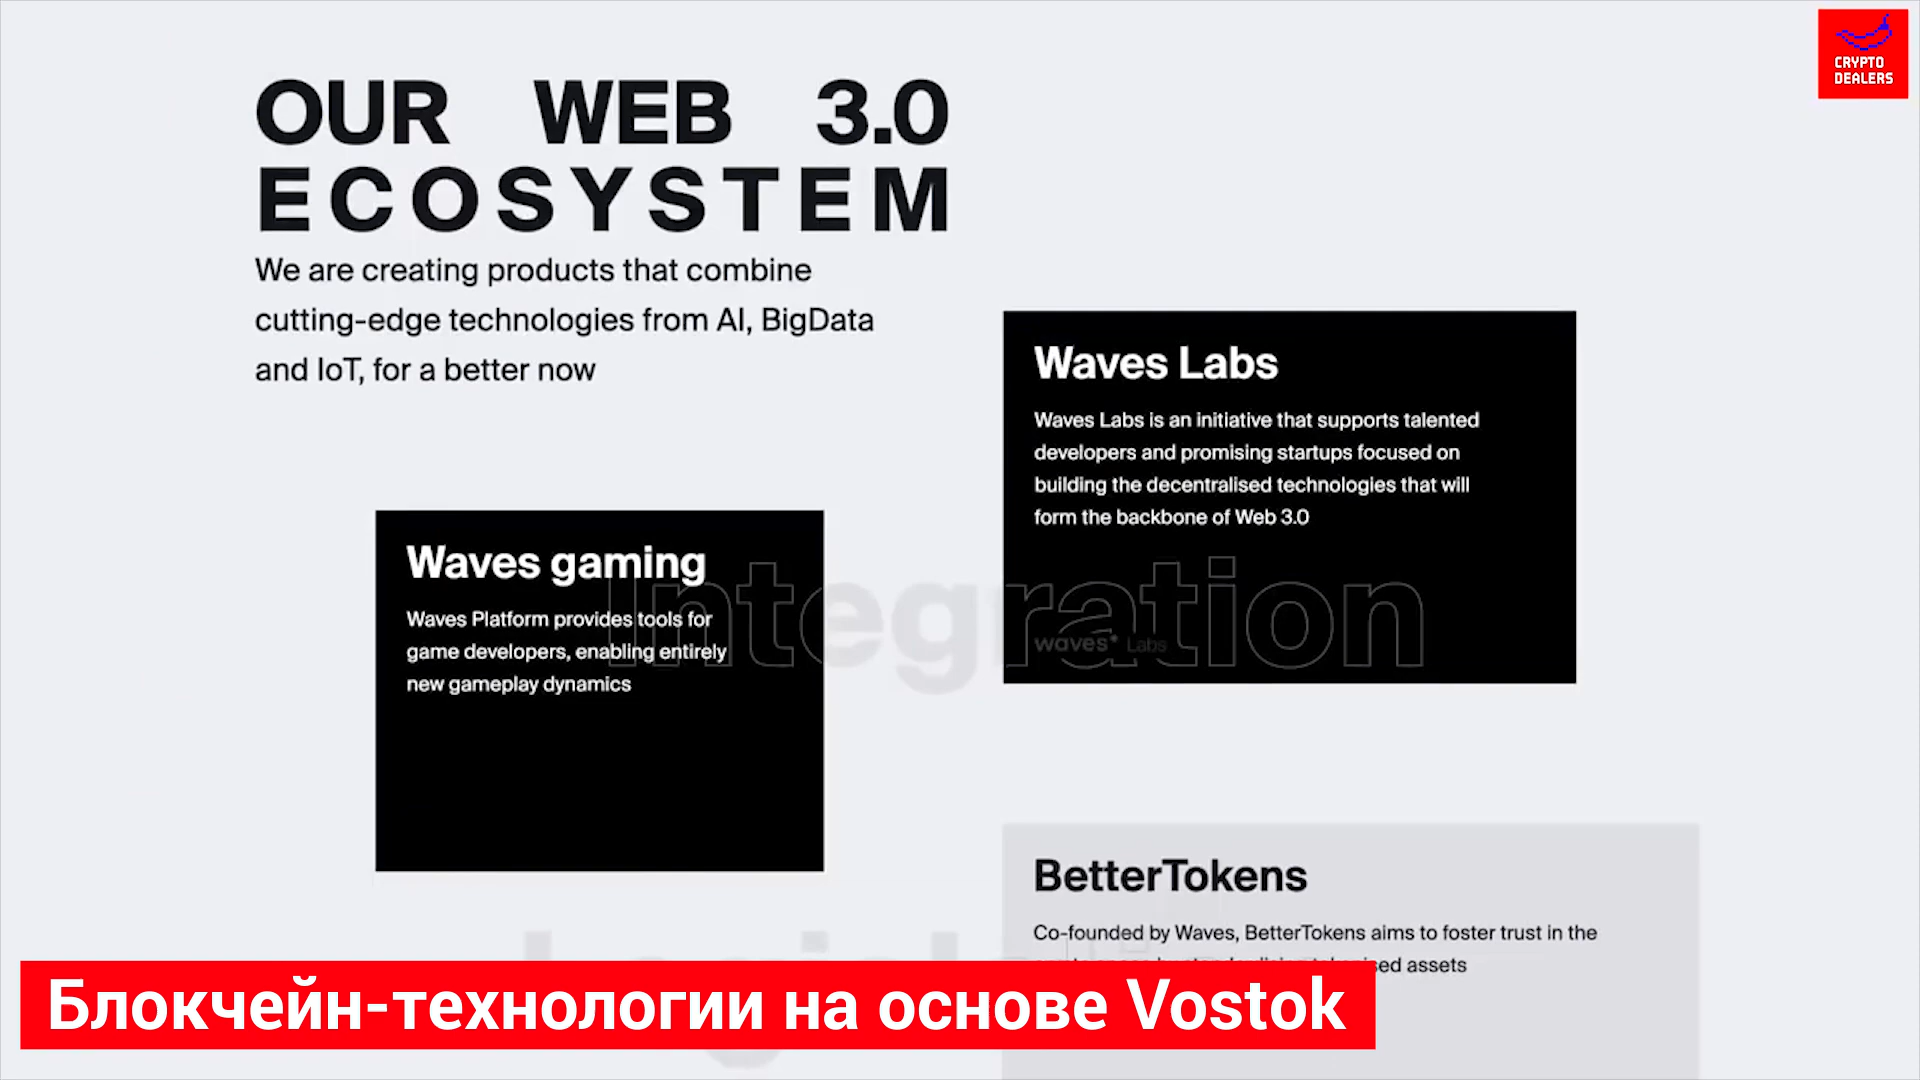 CRYPTO
DEALERS
OUR WEB 3.0
ECOSYSTEM
We are creating products that combine
cutting-edge technologies from AI, BigData
and IoT, for a better now
Waves Labs
Waves Labs is an initiative that supports talented
developers and promising startups focused on
building the decentralised technologies that will
form the backbone of Web 3.0
waves Labs
Waves gaming
Waves Platform provides tools for
game developers, enabling entirely
new gameplay dynamics
Integration
BetterTokens
Co-founded by Waves, BetterTokens aims to foster trust in the
assets
Блокчейн-технологии на основе Vostok